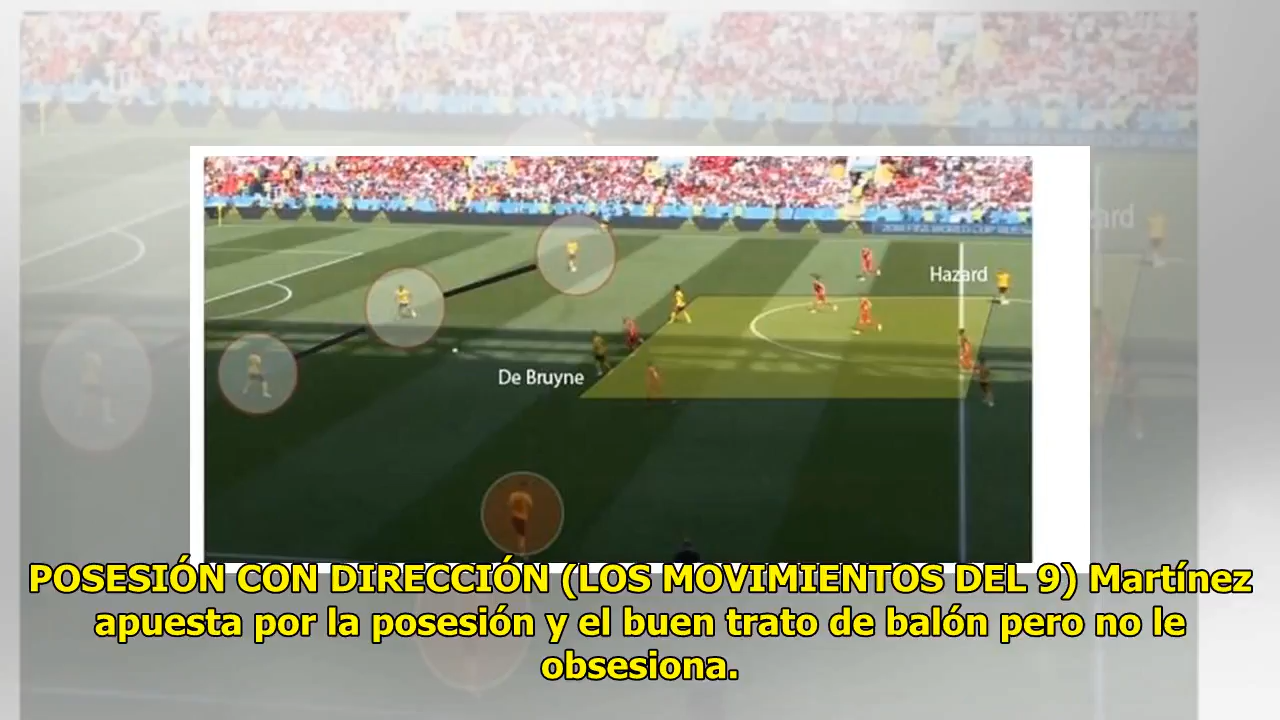 Hazard
De Bruyne
POSESIÓN CON DIRECCIÓN (LOS MOVIMIENTOS DEL 9) Martínez
apuesta por la posesión y el buen trato de balón pero no le
obsesiona.